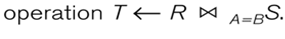 operation T ← R ⋈ A=B S.